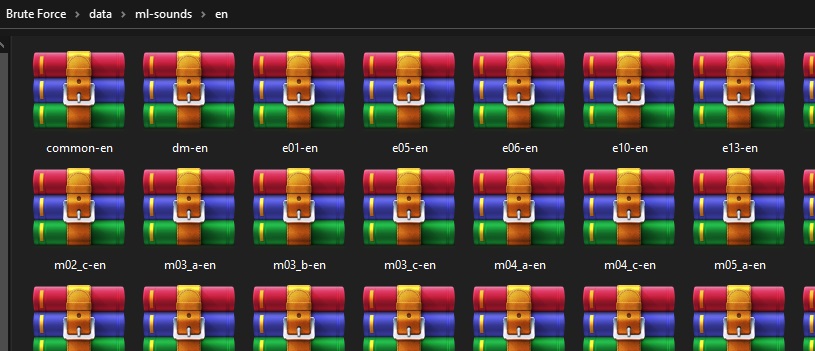 Brute Force > data > ml-sounds > en
common-en dm-en e01-en e05-en e06-en e10-en e13-en
m02_c-en m03_a-en m03_b-en m03_c-en m04_a-en m04_c-en m05_a-en